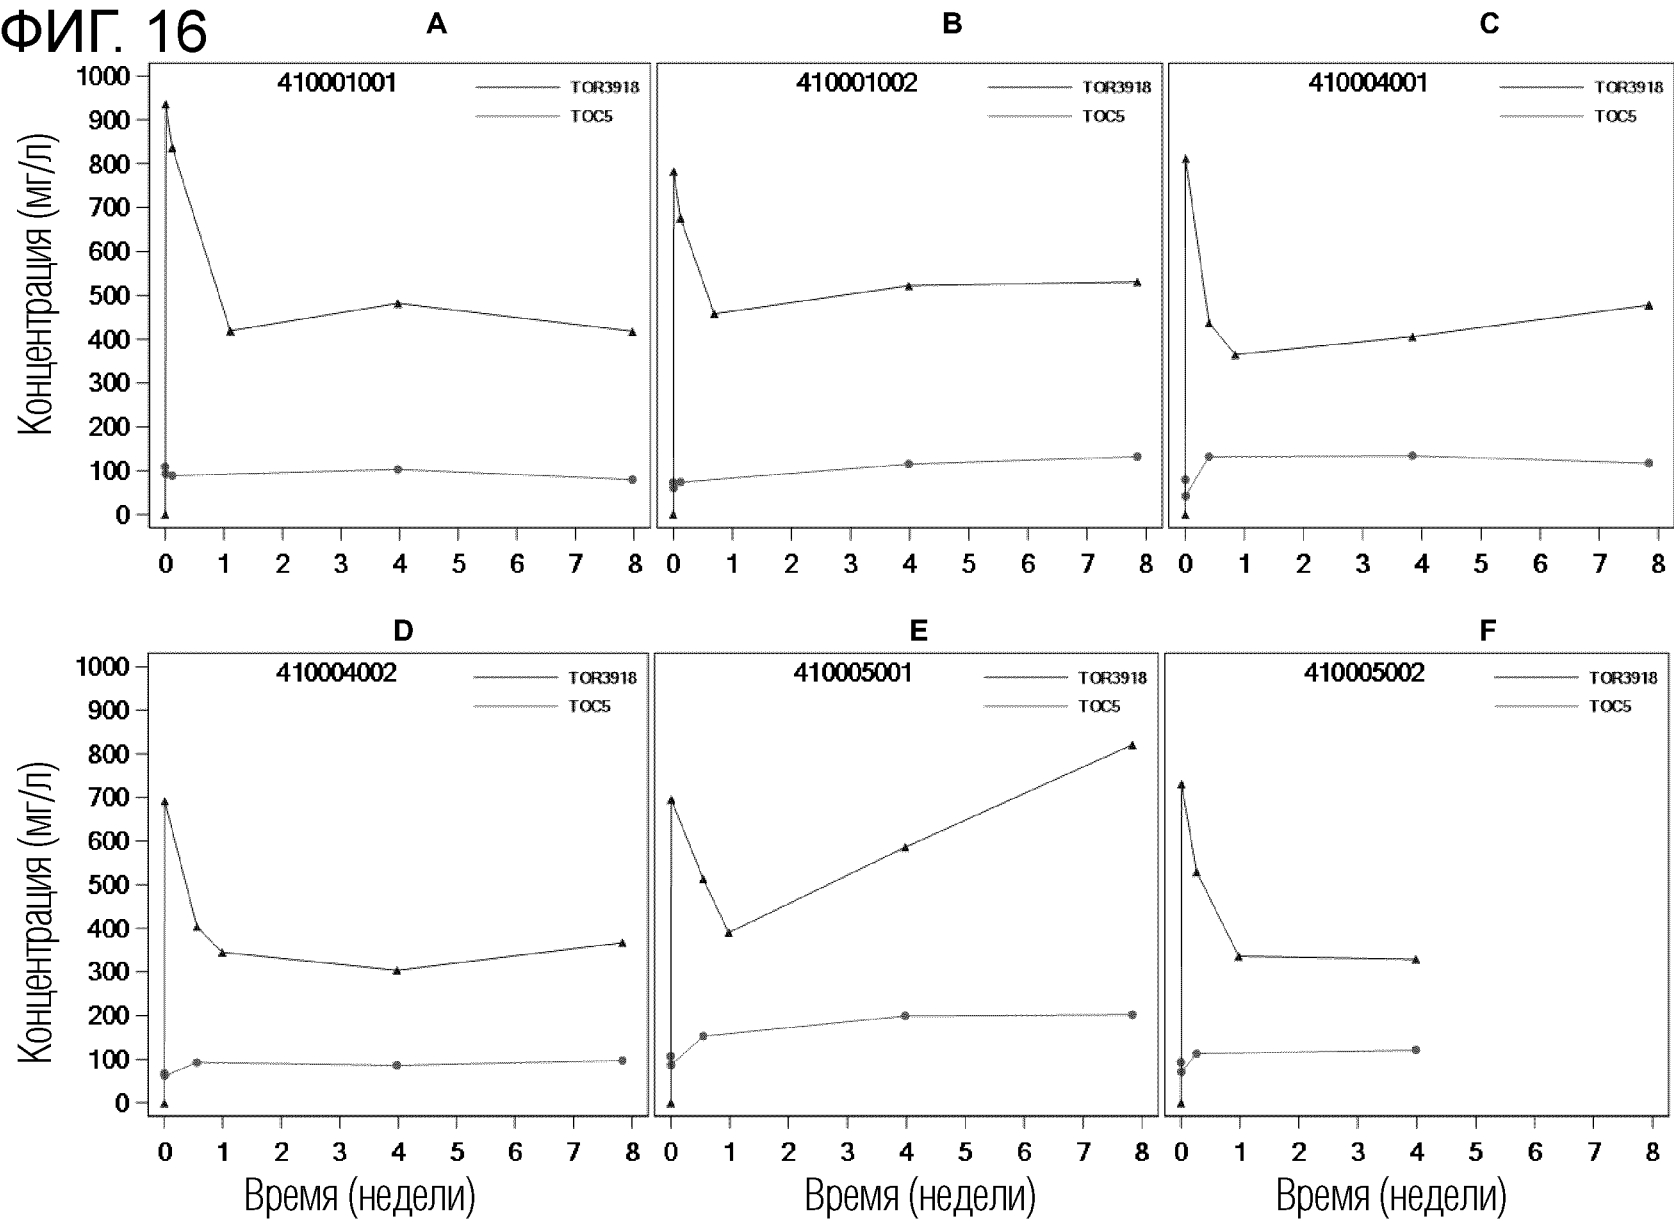 ФИГ. 16
A B C
410001001 TOR3918 TOC5
410001002 TOR3918 TOC5
410004001 TOR3918 TOC5
Концентрация (мг/л)
1000
900
800
700
600
500
400
300
200
100
0
0 1 2 3 4 5 6 7 8
0 1 2 3 4 5 6 7 8
0 1 2 3 4 5 6 7 8
D E F
410004002 TOR3918 TOC5
410005001 TOR3918 TOC5
410005002 TOR3918 TOC5
Концентрация (мг/л)
1000
900
800
700
600
500
400
300
200
100
0
0 1 2 3 4 5 6 7 8
0 1 2 3 4 5 6 7 8
0 1 2 3 4 5 6 7 8
Время (недели) Время (недели) Время (недели)